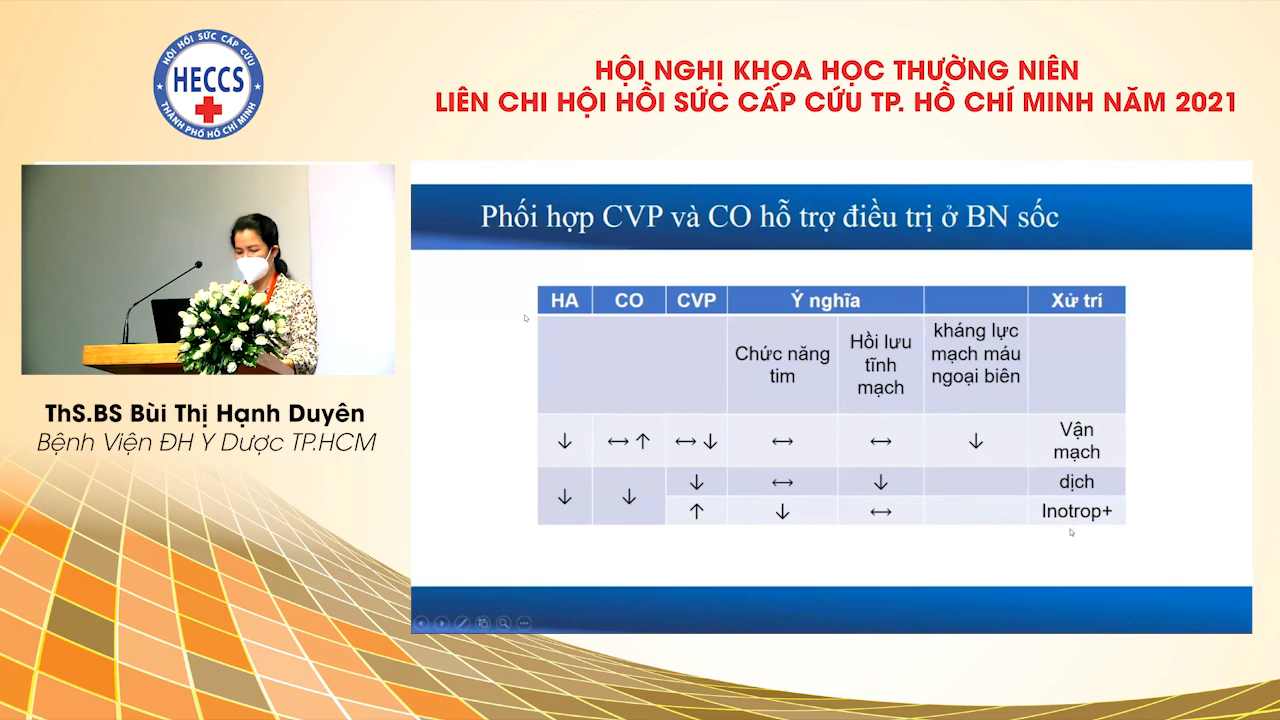 HỘI HỒI SỨC CẤP CỨU
HECCS
THÀNH PHỐ HỒ CHÍ MINH
HỘI NGHỊ KHOA HỌC THƯỜNG NIÊN
LIÊN CHI HỘI HỒI SỨC CẤP CỨU TP. HỒ CHÍ MINH NĂM 2021
ThS.BS Bùi Thị Hạnh Duyên
Bệnh Viện ĐH Y Dược TP.HCM
Phối hợp CVP và CO hỗ trợ điều trị ở BN sốc
HA CO CVP Ý nghĩa Xử trí
Chức năng
tim
Hồi lưu
tĩnh
mạch
kháng lực
mạch máu
ngoại biên
↓ ↔ ↑ ↔ ↓ ↔ ↔ ↓ Vận
mạch
↓ ↓ ↓ ↔ ↓ dịch
↑ ↓ ↔ Inotrop+